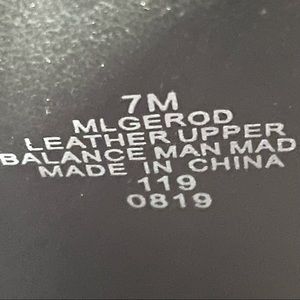 7M
MLGEROD
LEATHER UPPER
BALANCE MAN MAD
MADE IN CHINA
119
0819